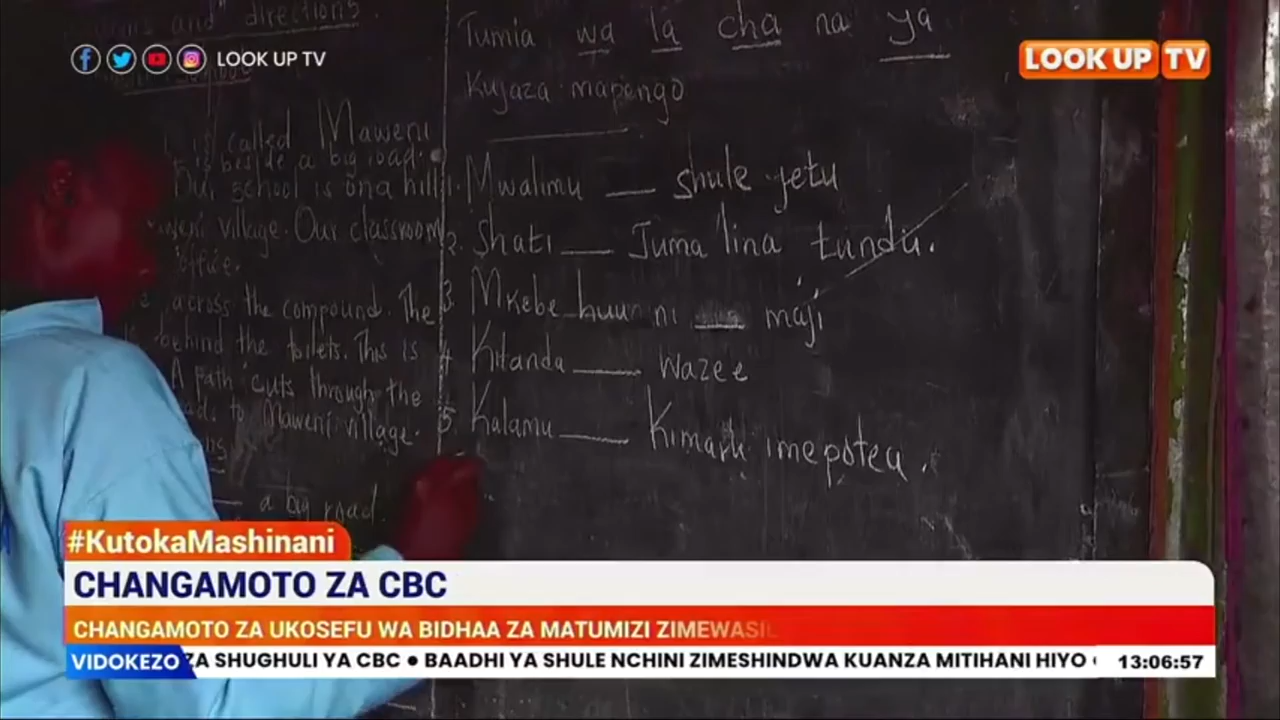 LOOK UP TV
LOOK UP TV
and" directions.
is called Maweni
is beside a big road.
Our school is on a hill
village. Our classroom
office.
across the compound. The
behind the toilets. This is
A path cuts through the
to Maweni village.
a big road.
Tumia wa la cha na ya
Kujaza mapengo
1. Mwalimu ___ shule yetu
2. Shati ___ Juma lina tundu.
3. Mkebe huu ni ___ maji
4. Kitanda ___ wazee
5. Kalamu ___ Kimani imepotea.
#KutokaMashinani
CHANGAMOTO ZA CBC
CHANGAMOTO ZA UKOSEFU WA BIDHAA ZA MATUMIZI ZIMEWASI
VIDOKEZO
ZA SHUGHULI YA CBC ● BAADHI YA SHULE NCHINI ZIMESHINDWA KUANZA MITIHANI HIYO
13:06:57